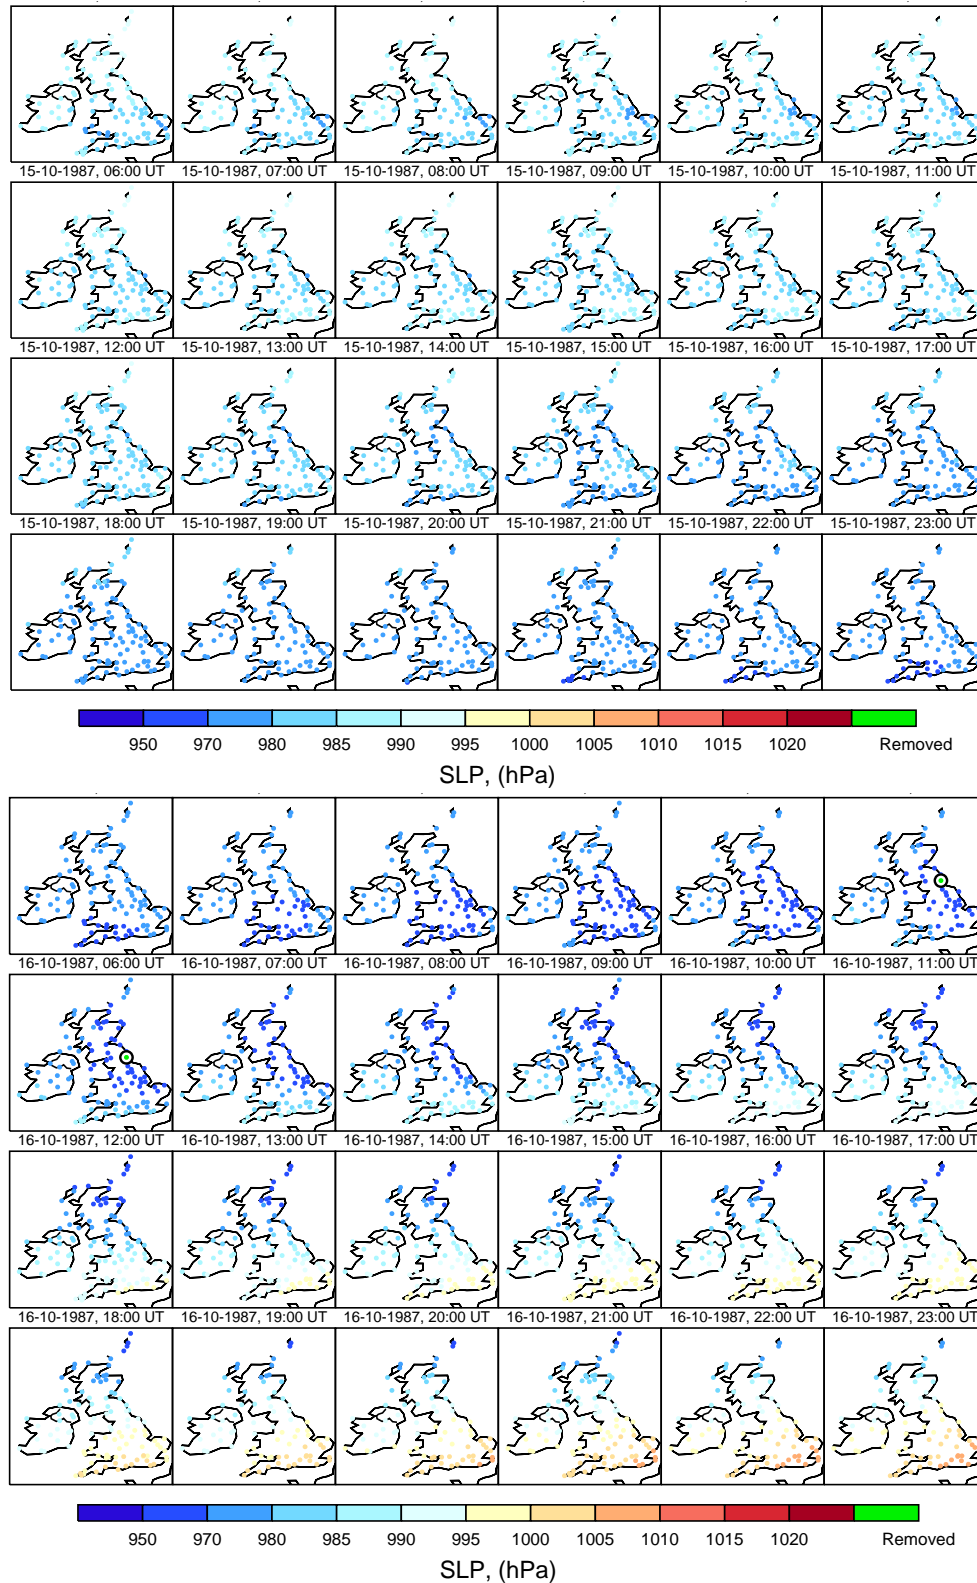 15-10-1987, 06:00 UT 15-10-1987, 07:00 UT 15-10-1987, 08:00 UT 15-10-1987, 09:00 UT 15-10-1987, 10:00 UT 15-10-1987, 11:00 UT
15-10-1987, 12:00 UT 15-10-1987, 13:00 UT 15-10-1987, 14:00 UT 15-10-1987, 15:00 UT 15-10-1987, 16:00 UT 15-10-1987, 17:00 UT
15-10-1987, 18:00 UT 15-10-1987, 19:00 UT 15-10-1987, 20:00 UT 15-10-1987, 21:00 UT 15-10-1987, 22:00 UT 15-10-1987, 23:00 UT
950 970 980 985 990 995 1000 1005 1010 1015 1020 Removed
SLP, (hPa)
16-10-1987, 06:00 UT 16-10-1987, 07:00 UT 16-10-1987, 08:00 UT 16-10-1987, 09:00 UT 16-10-1987, 10:00 UT 16-10-1987, 11:00 UT
16-10-1987, 12:00 UT 16-10-1987, 13:00 UT 16-10-1987, 14:00 UT 16-10-1987, 15:00 UT 16-10-1987, 16:00 UT 16-10-1987, 17:00 UT
16-10-1987, 18:00 UT 16-10-1987, 19:00 UT 16-10-1987, 20:00 UT 16-10-1987, 21:00 UT 16-10-1987, 22:00 UT 16-10-1987, 23:00 UT
950 970 980 985 990 995 1000 1005 1010 1015 1020 Removed
SLP, (hPa)